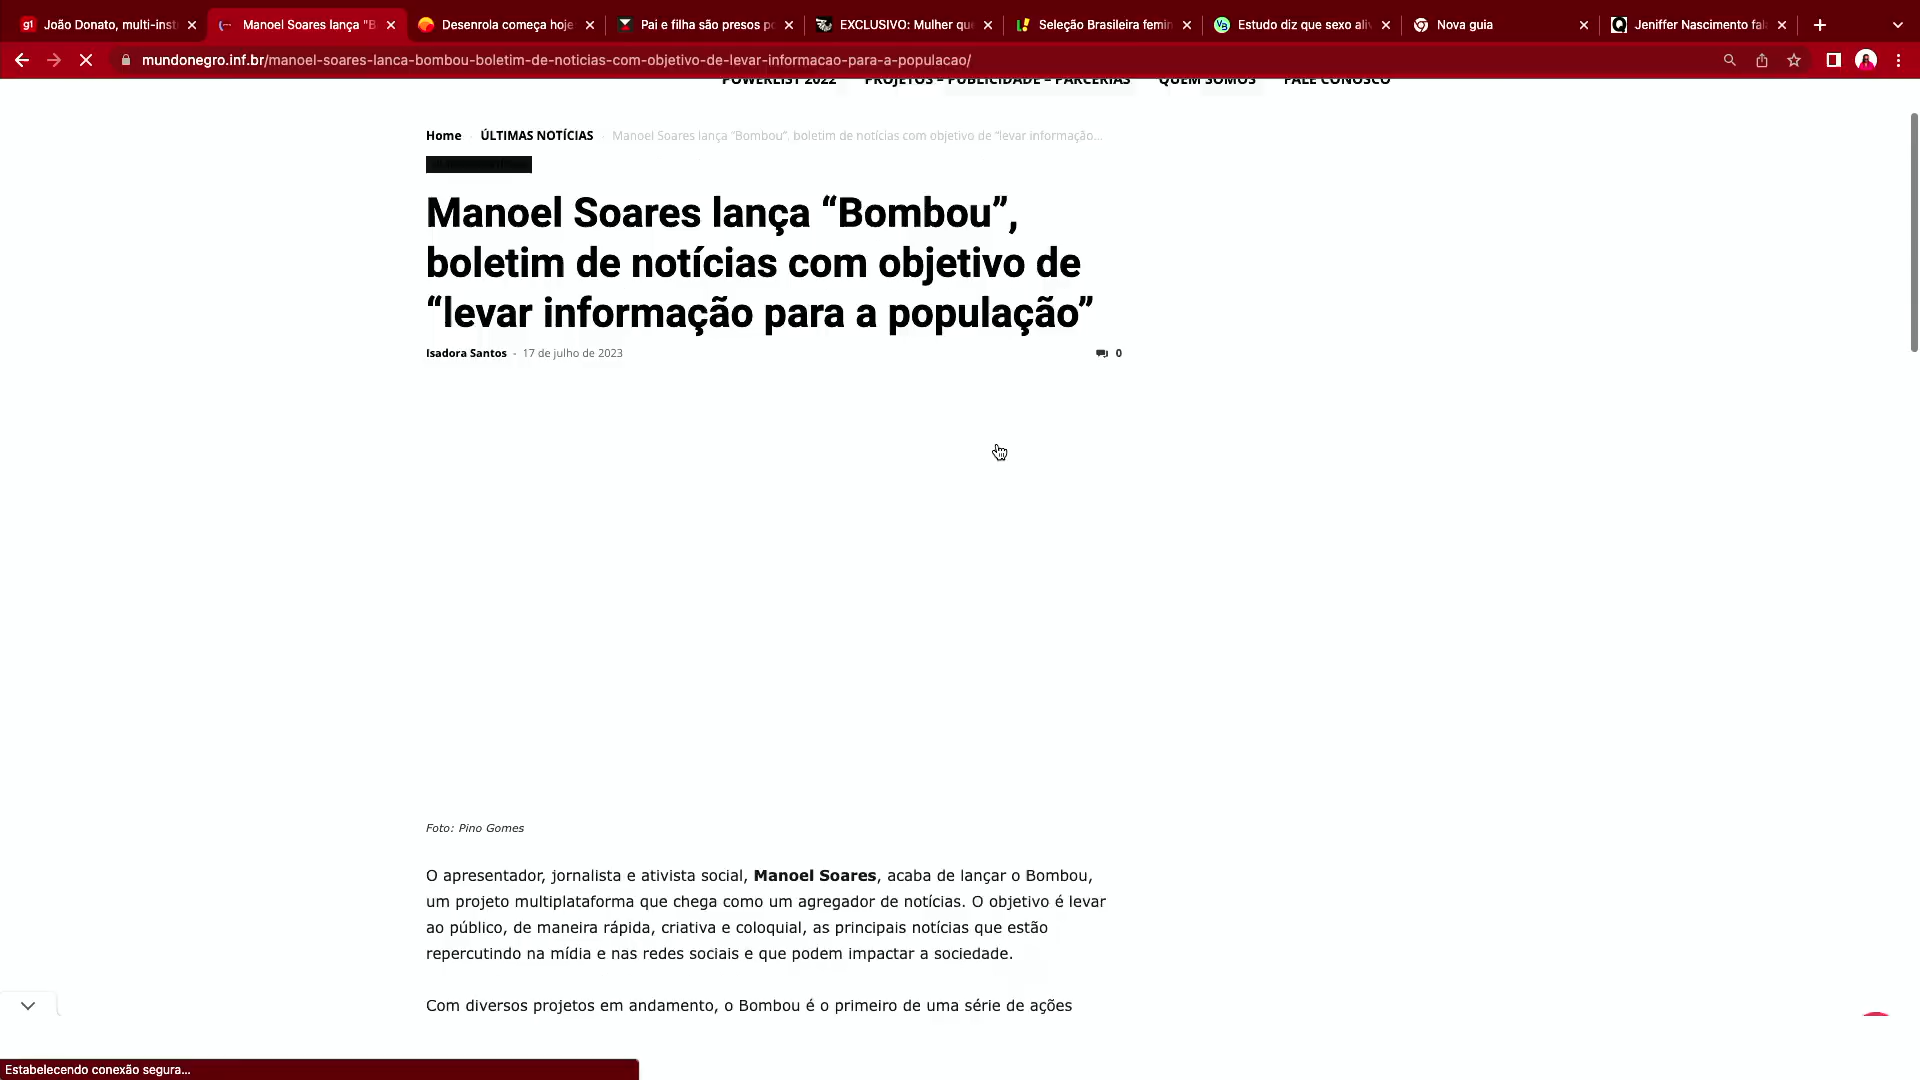 João Donato, multi-inst
Manoel Soares lança "B
Desenrola começa hoje
Pai e filha são presos po
EXCLUSIVO: Mulher que
Seleção Brasileira femin
Estudo diz que sexo aliv
Nova guia
Jeniffer Nascimento fal
mundonegro.inf.br/manoel-soares-lanca-bombou-boletim-de-noticias-com-objetivo-de-levar-informacao-para-a-populacao/
POWERLIST 2022 PROJETOS – PUBLICIDADE – PARCERIAS QUEM SOMOS FALE CONOSCO
Home ÚLTIMAS NOTÍCIAS Manoel Soares lança “Bombou”, boletim de notícias com objetivo de “levar informação...
Manoel Soares lança “Bombou”,
boletim de notícias com objetivo de
“levar informação para a população”
Isadora Santos - 17 de julho de 2023 0
Foto: Pino Gomes
O apresentador, jornalista e ativista social, Manoel Soares, acaba de lançar o Bombou,
um projeto multiplataforma que chega como um agregador de notícias. O objetivo é levar
ao público, de maneira rápida, criativa e coloquial, as principais notícias que estão
repercutindo na mídia e nas redes sociais e que podem impactar a sociedade.
Com diversos projetos em andamento, o Bombou é o primeiro de uma série de ações
Estabelecendo conexão segura...